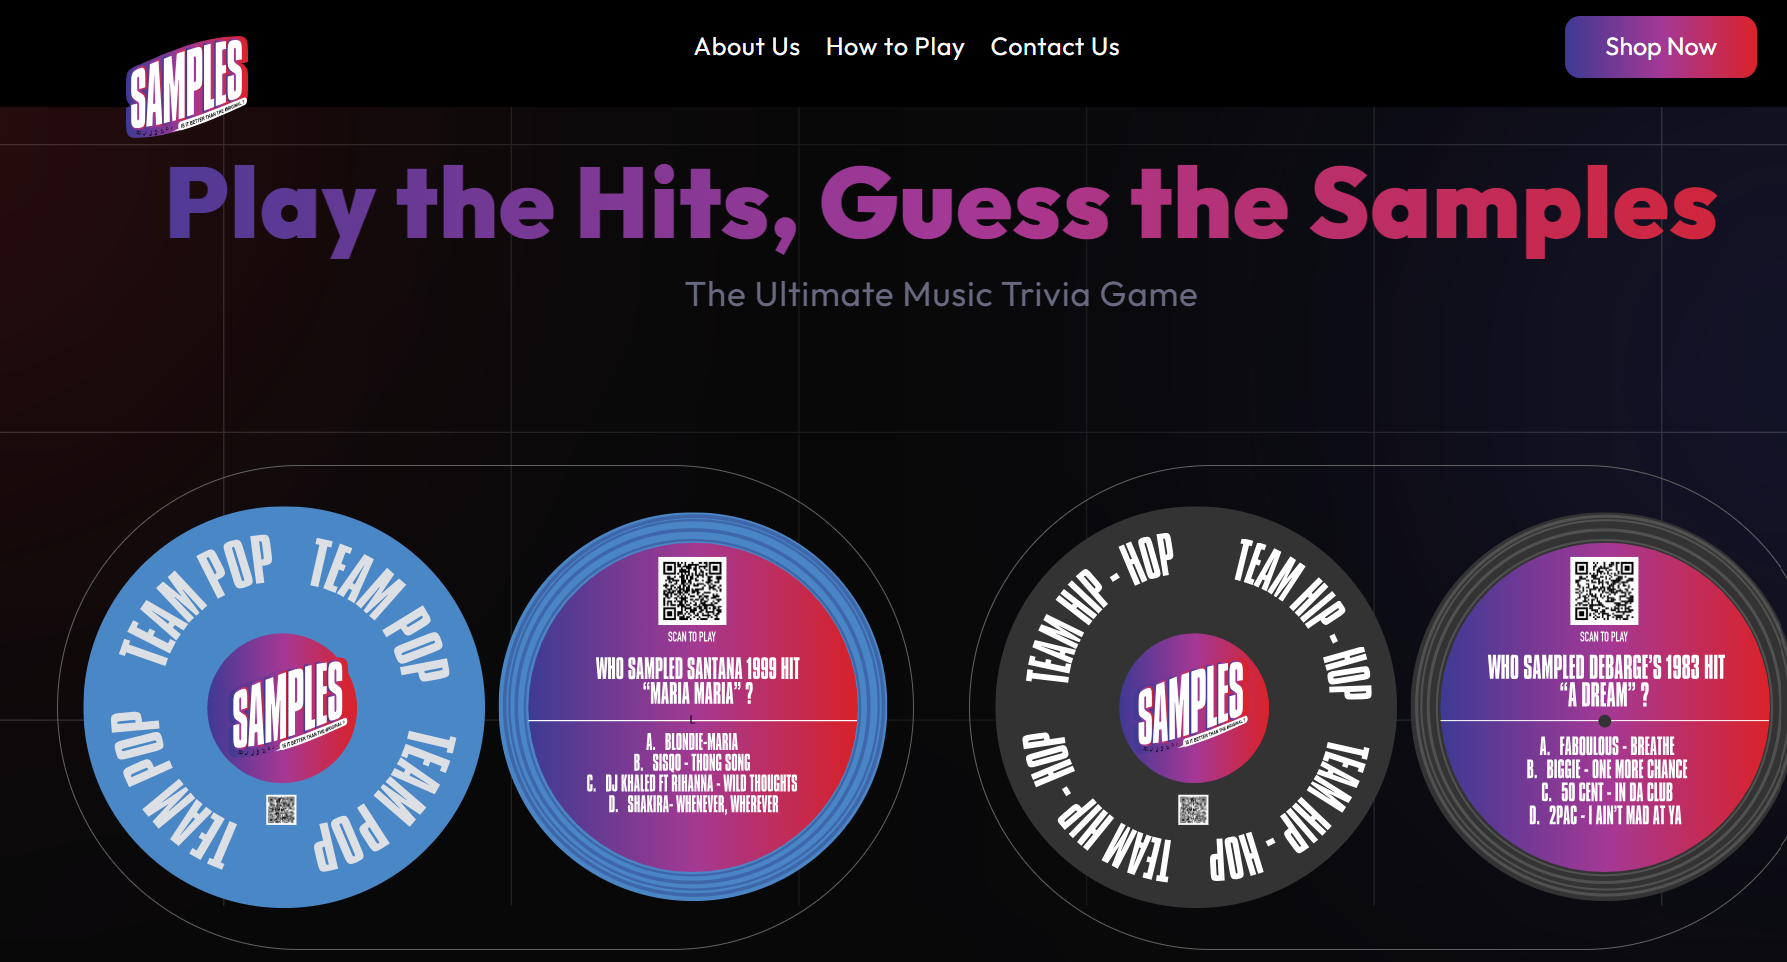 About Us How to Play Contact Us
Shop Now
SAMPLES
IS IT BETTER THAN THE ORIGINAL?
Play the Hits, Guess the Samples
The Ultimate Music Trivia Game
TEAM POP
TEAM POP
TEAM POP
TEAM POP
SAMPLES
IS IT BETTER THAN THE ORIGINAL?
SCAN TO PLAY
WHO SAMPLED SANTANA 1999 HIT
“MARIA MARIA” ?
A. BLONDIE-MARIA
B. SISQO - THONG SONG
C. DJ KHALED FT RIHANNA - WILD THOUGHTS
D. SHAKIRA- WHENEVER, WHEREVER
TEAM HIP - HOP
TEAM HIP - HOP
TEAM HIP - HOP
TEAM HIP - HOP
SAMPLES
IS IT BETTER THAN THE ORIGINAL?
SCAN TO PLAY
WHO SAMPLED DEBARGE’S 1983 HIT
“A DREAM” ?
A. FABOULOUS - BREATHE
B. BIGGIE - ONE MORE CHANCE
C. 50 CENT - IN DA CLUB
D. 2PAC - I AIN’T MAD AT YA